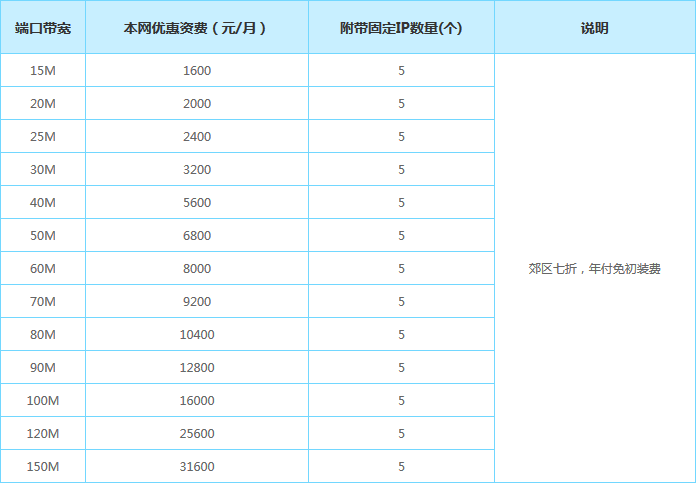 端口带宽 本网优惠资费（元/月） 附带固定IP数量(个) 说明
15M 1600 5
20M 2000 5
25M 2400 5
30M 3200 5
40M 5600 5
50M 6800 5
60M 8000 5 郊区七折，年付免初装费
70M 9200 5
80M 10400 5
90M 12800 5
100M 16000 5
120M 25600 5
150M 31600 5